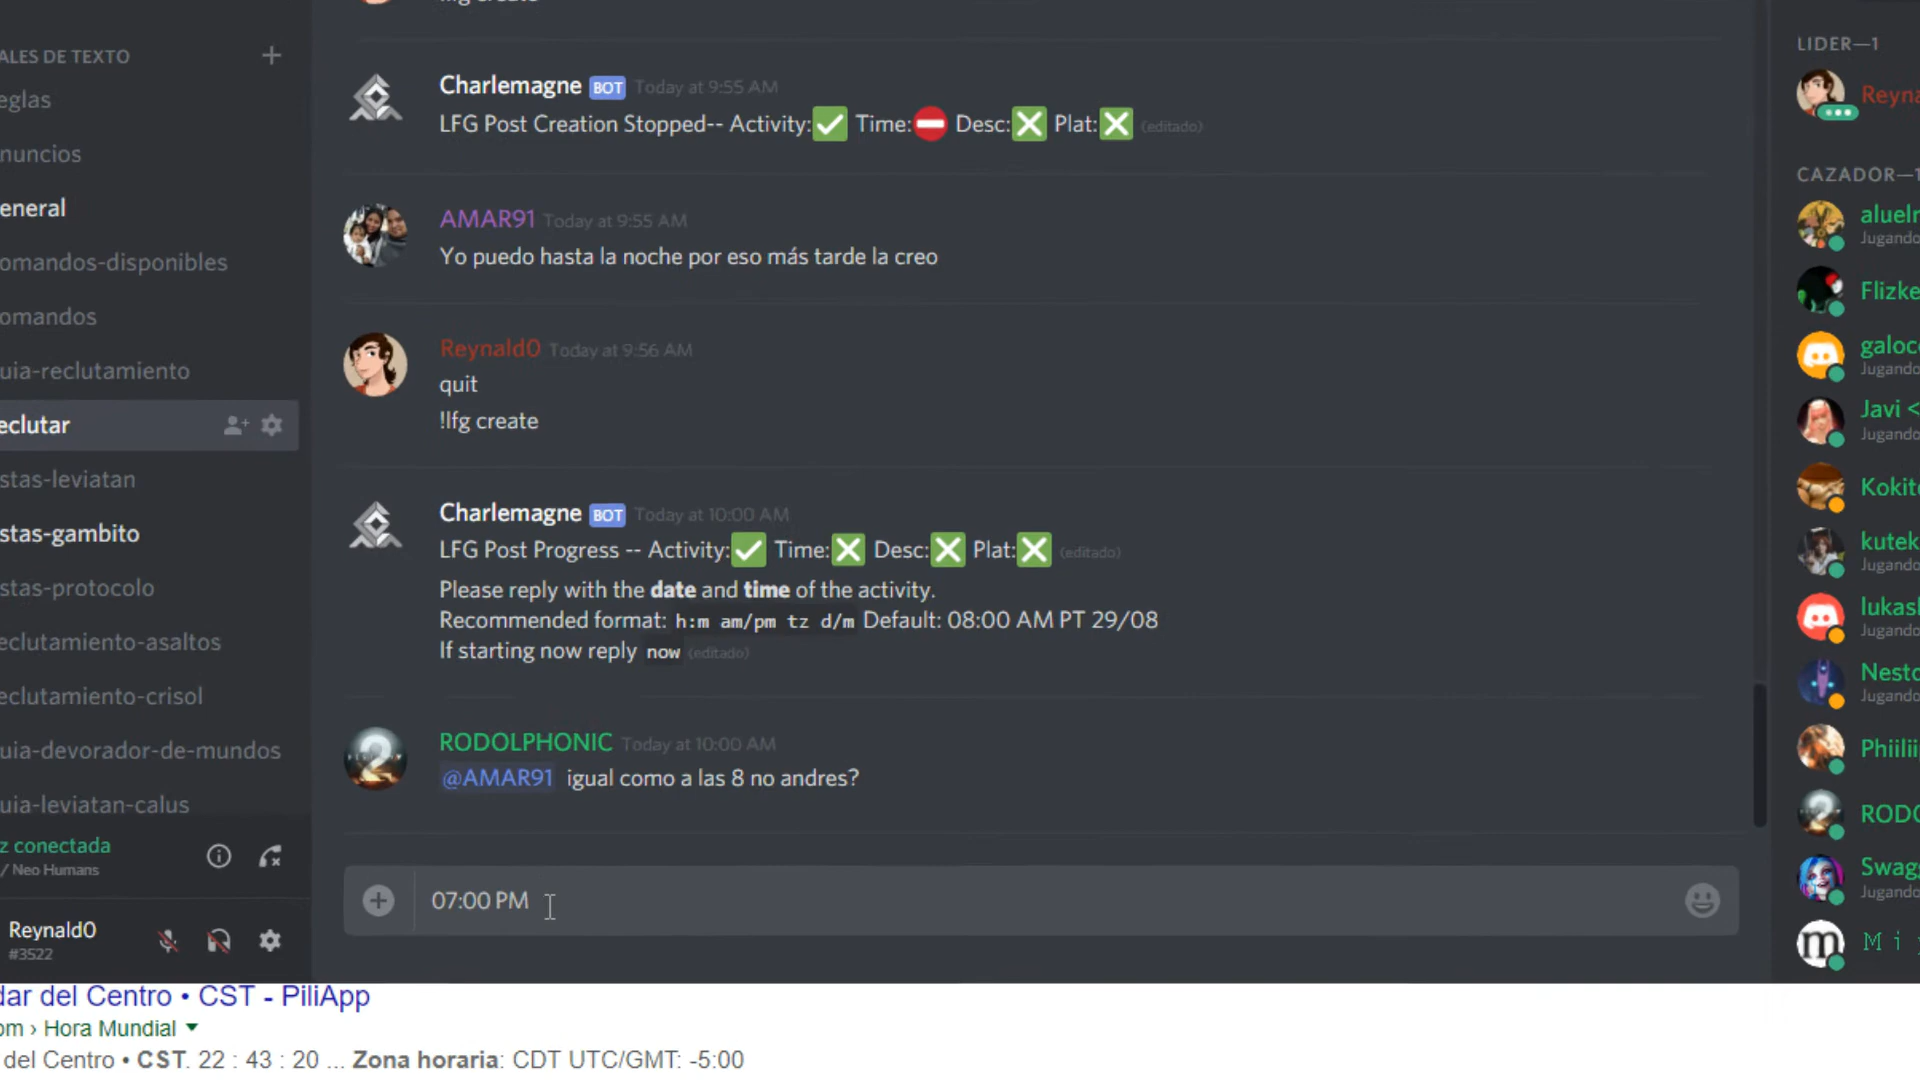 ALES DE TEXTO
eglas
nuncios
eneral
omandos-disponibles
omandos
uia-reclutamiento
eclutar
stas-leviatan
stas-gambito
stas-protocolo
eclutamiento-asaltos
eclutamiento-crisol
uia-devorador-de-mundos
uia-leviatan-calus
z conectada
/ Neo Humans
Reynald0
#3522
Charlemagne BOT Today at 9:55 AM
LFG Post Creation Stopped-- Activity: Time: Desc: Plat: (editado)
AMAR91 Today at 9:55 AM
Yo puedo hasta la noche por eso más tarde la creo
Reynald0 Today at 9:56 AM
quit
!lfg create
Charlemagne BOT Today at 10:00 AM
LFG Post Progress -- Activity: Time: Desc: Plat: (editado)
Please reply with the date and time of the activity.
Recommended format: h:m am/pm tz d/m Default: 08:00 AM PT 29/08
If starting now reply now (editado)
RODOLPHONIC Today at 10:00 AM
@AMAR91 igual como a las 8 no andres?
07:00 PM
LIDER—1
Reyna
CAZADOR—1
aluelr
Jugando
Flizke
galoc
Jugando
Javi <
Jugando
Kokit
kutek
Jugando
lukasl
Jugando
Nesto
Jugando
Phiilii
RODO
Swag
Jugando
M i
dar del Centro • CST - PiliApp
om › Hora Mundial
del Centro • CST. 22 : 43 : 20 ... Zona horaria: CDT UTC/GMT: -5:00